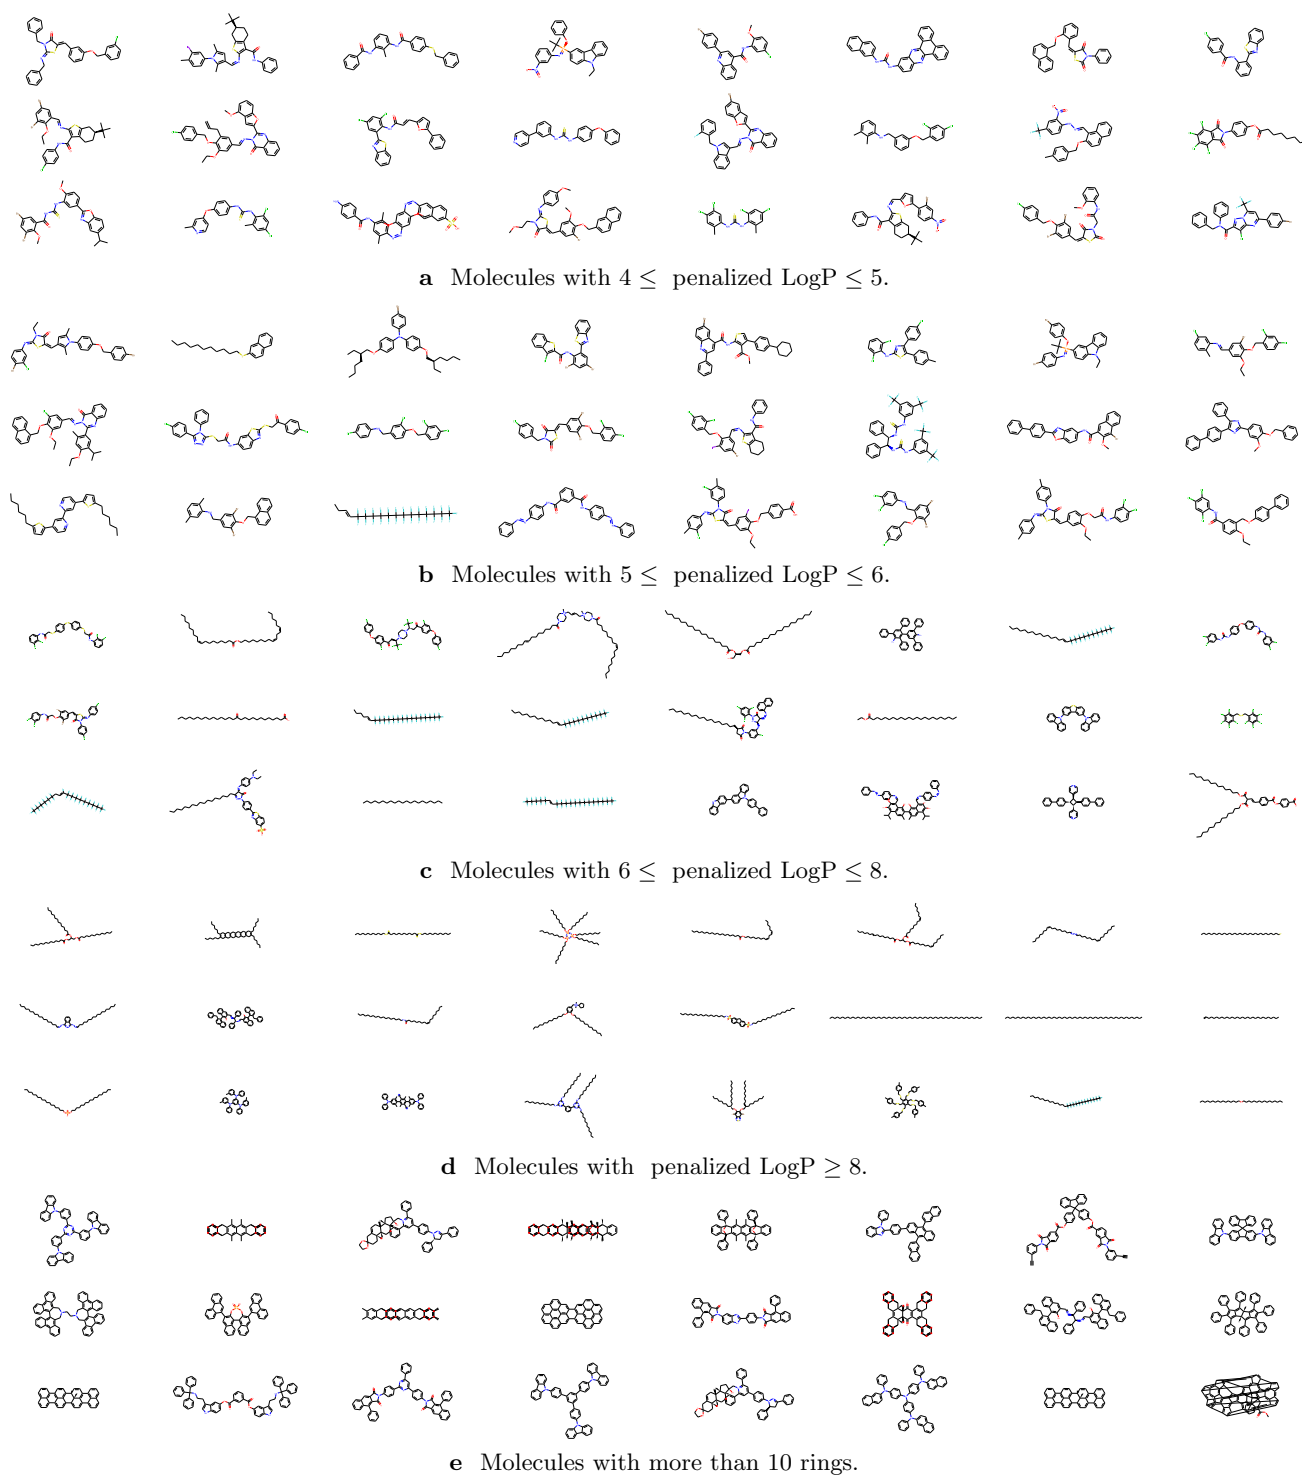 a Molecules with 4 ≤ penalized LogP ≤ 5.
b Molecules with 5 ≤ penalized LogP ≤ 6.
c Molecules with 6 ≤ penalized LogP ≤ 8.
d Molecules with penalized LogP ≥ 8.
e Molecules with more than 10 rings.